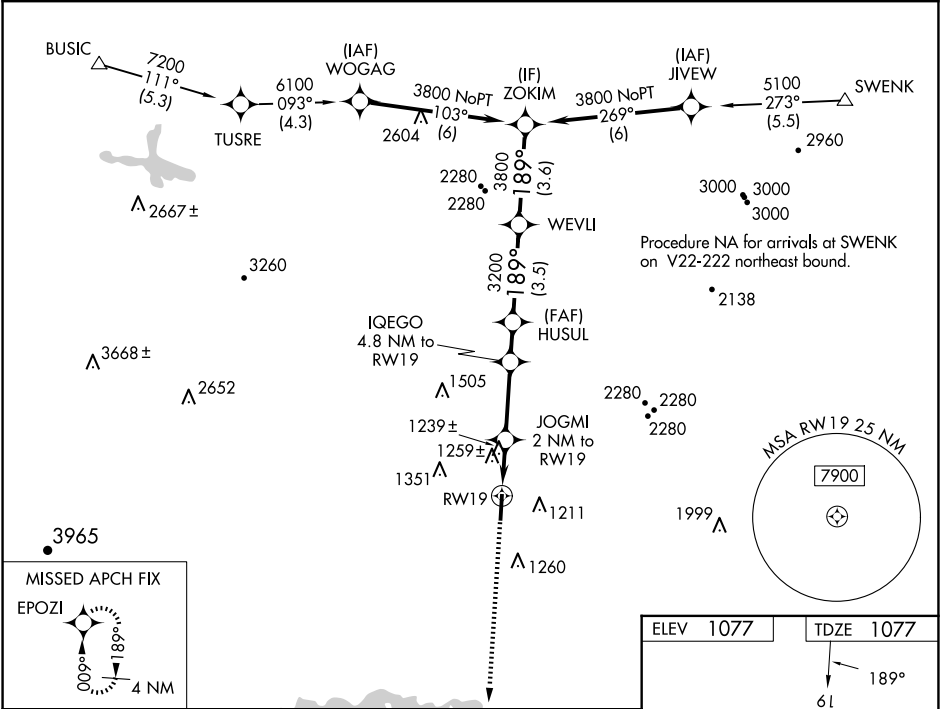 BUSIC
7200
111°
(5.3)
TUSRE
6100
093°
(4.3)
(IAF)
WOGAG
3800 NoPT
103°
(6)
2604
(IF)
ZOKIM
3800 NoPT
269°
(6)
(IAF)
JIVEW
5100
273°
(5.5)
SWENK
2960
3000
3000
3000
Procedure NA for arrivals at SWENK
on V22-222 northeast bound.
2138
2667 ±
3260
2280
2280
3800
189°
(3.6)
WEVLI
3200
189°
(3.5)
(FAF)
HUSUL
IQEGO
4.8 NM to
RW19
3668 ±
2652
1505
2280
2280
2280
JOGMI
2 NM to
RW19
1239 ±
1259 ±
1351
RW19
1211
1999
1260
3965
MSA RW19 25 NM
7900
MISSED APCH FIX
EPOZI
009°
189°
4 NM
ELEV 1077
TDZE 1077
189°
19